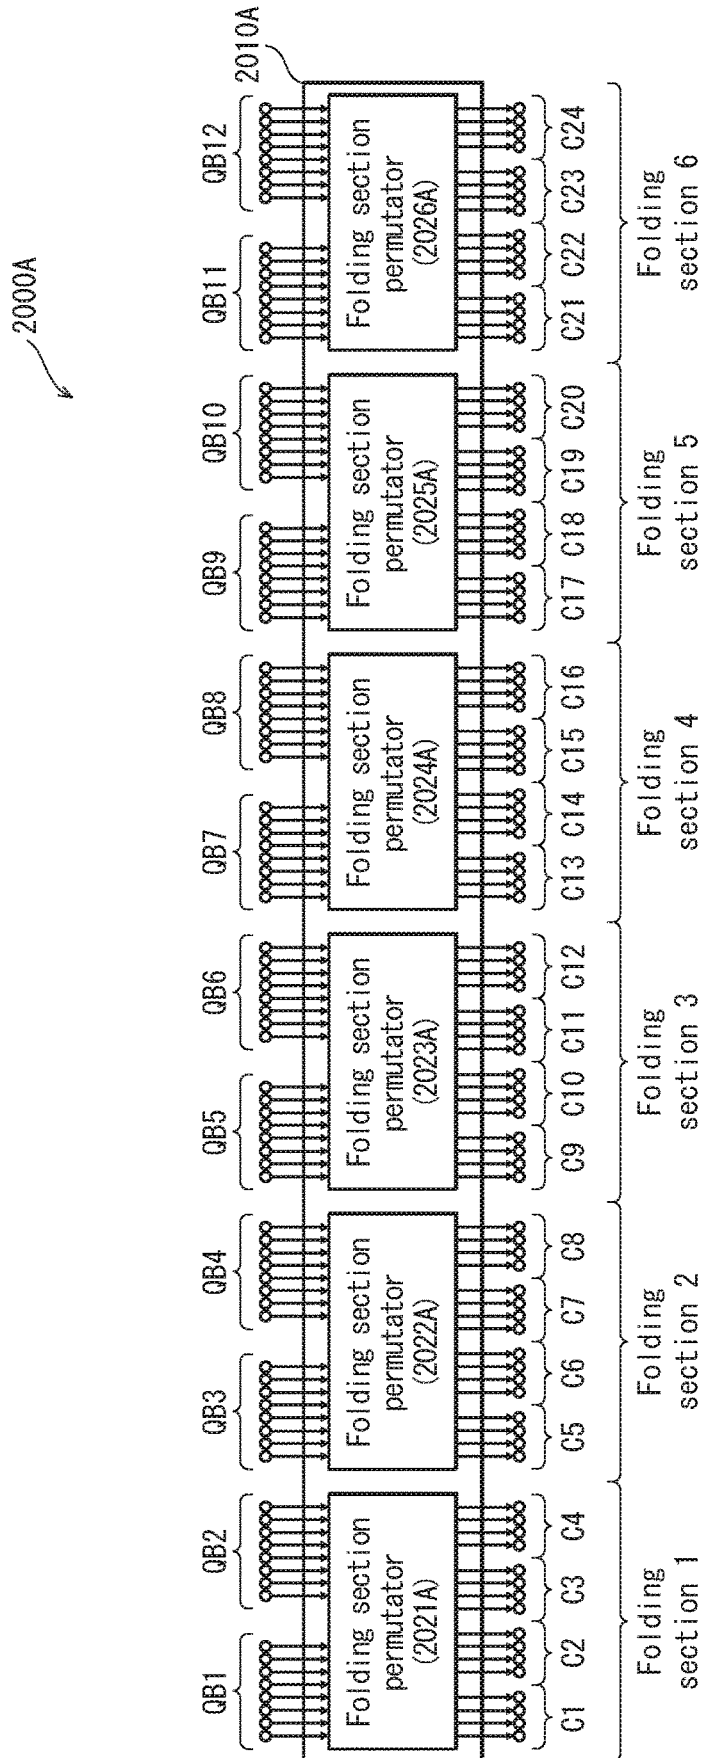 2000A
2010A
QB1
QB2
QB3
QB4
QB5
QB6
QB7
QB8
QB9
QB10
QB11
QB12
Folding section
permutator
(2021A)
Folding section
permutator
(2022A)
Folding section
permutator
(2023A)
Folding section
permutator
(2024A)
Folding section
permutator
(2025A)
Folding section
permutator
(2026A)
C1
C2
C3
C4
C5
C6
C7
C8
C9
C10
C11
C12
C13
C14
C15
C16
C17
C18
C19
C20
C21
C22
C23
C24
Folding
section 1
Folding
section 2
Folding
section 3
Folding
section 4
Folding
section 5
Folding
section 6